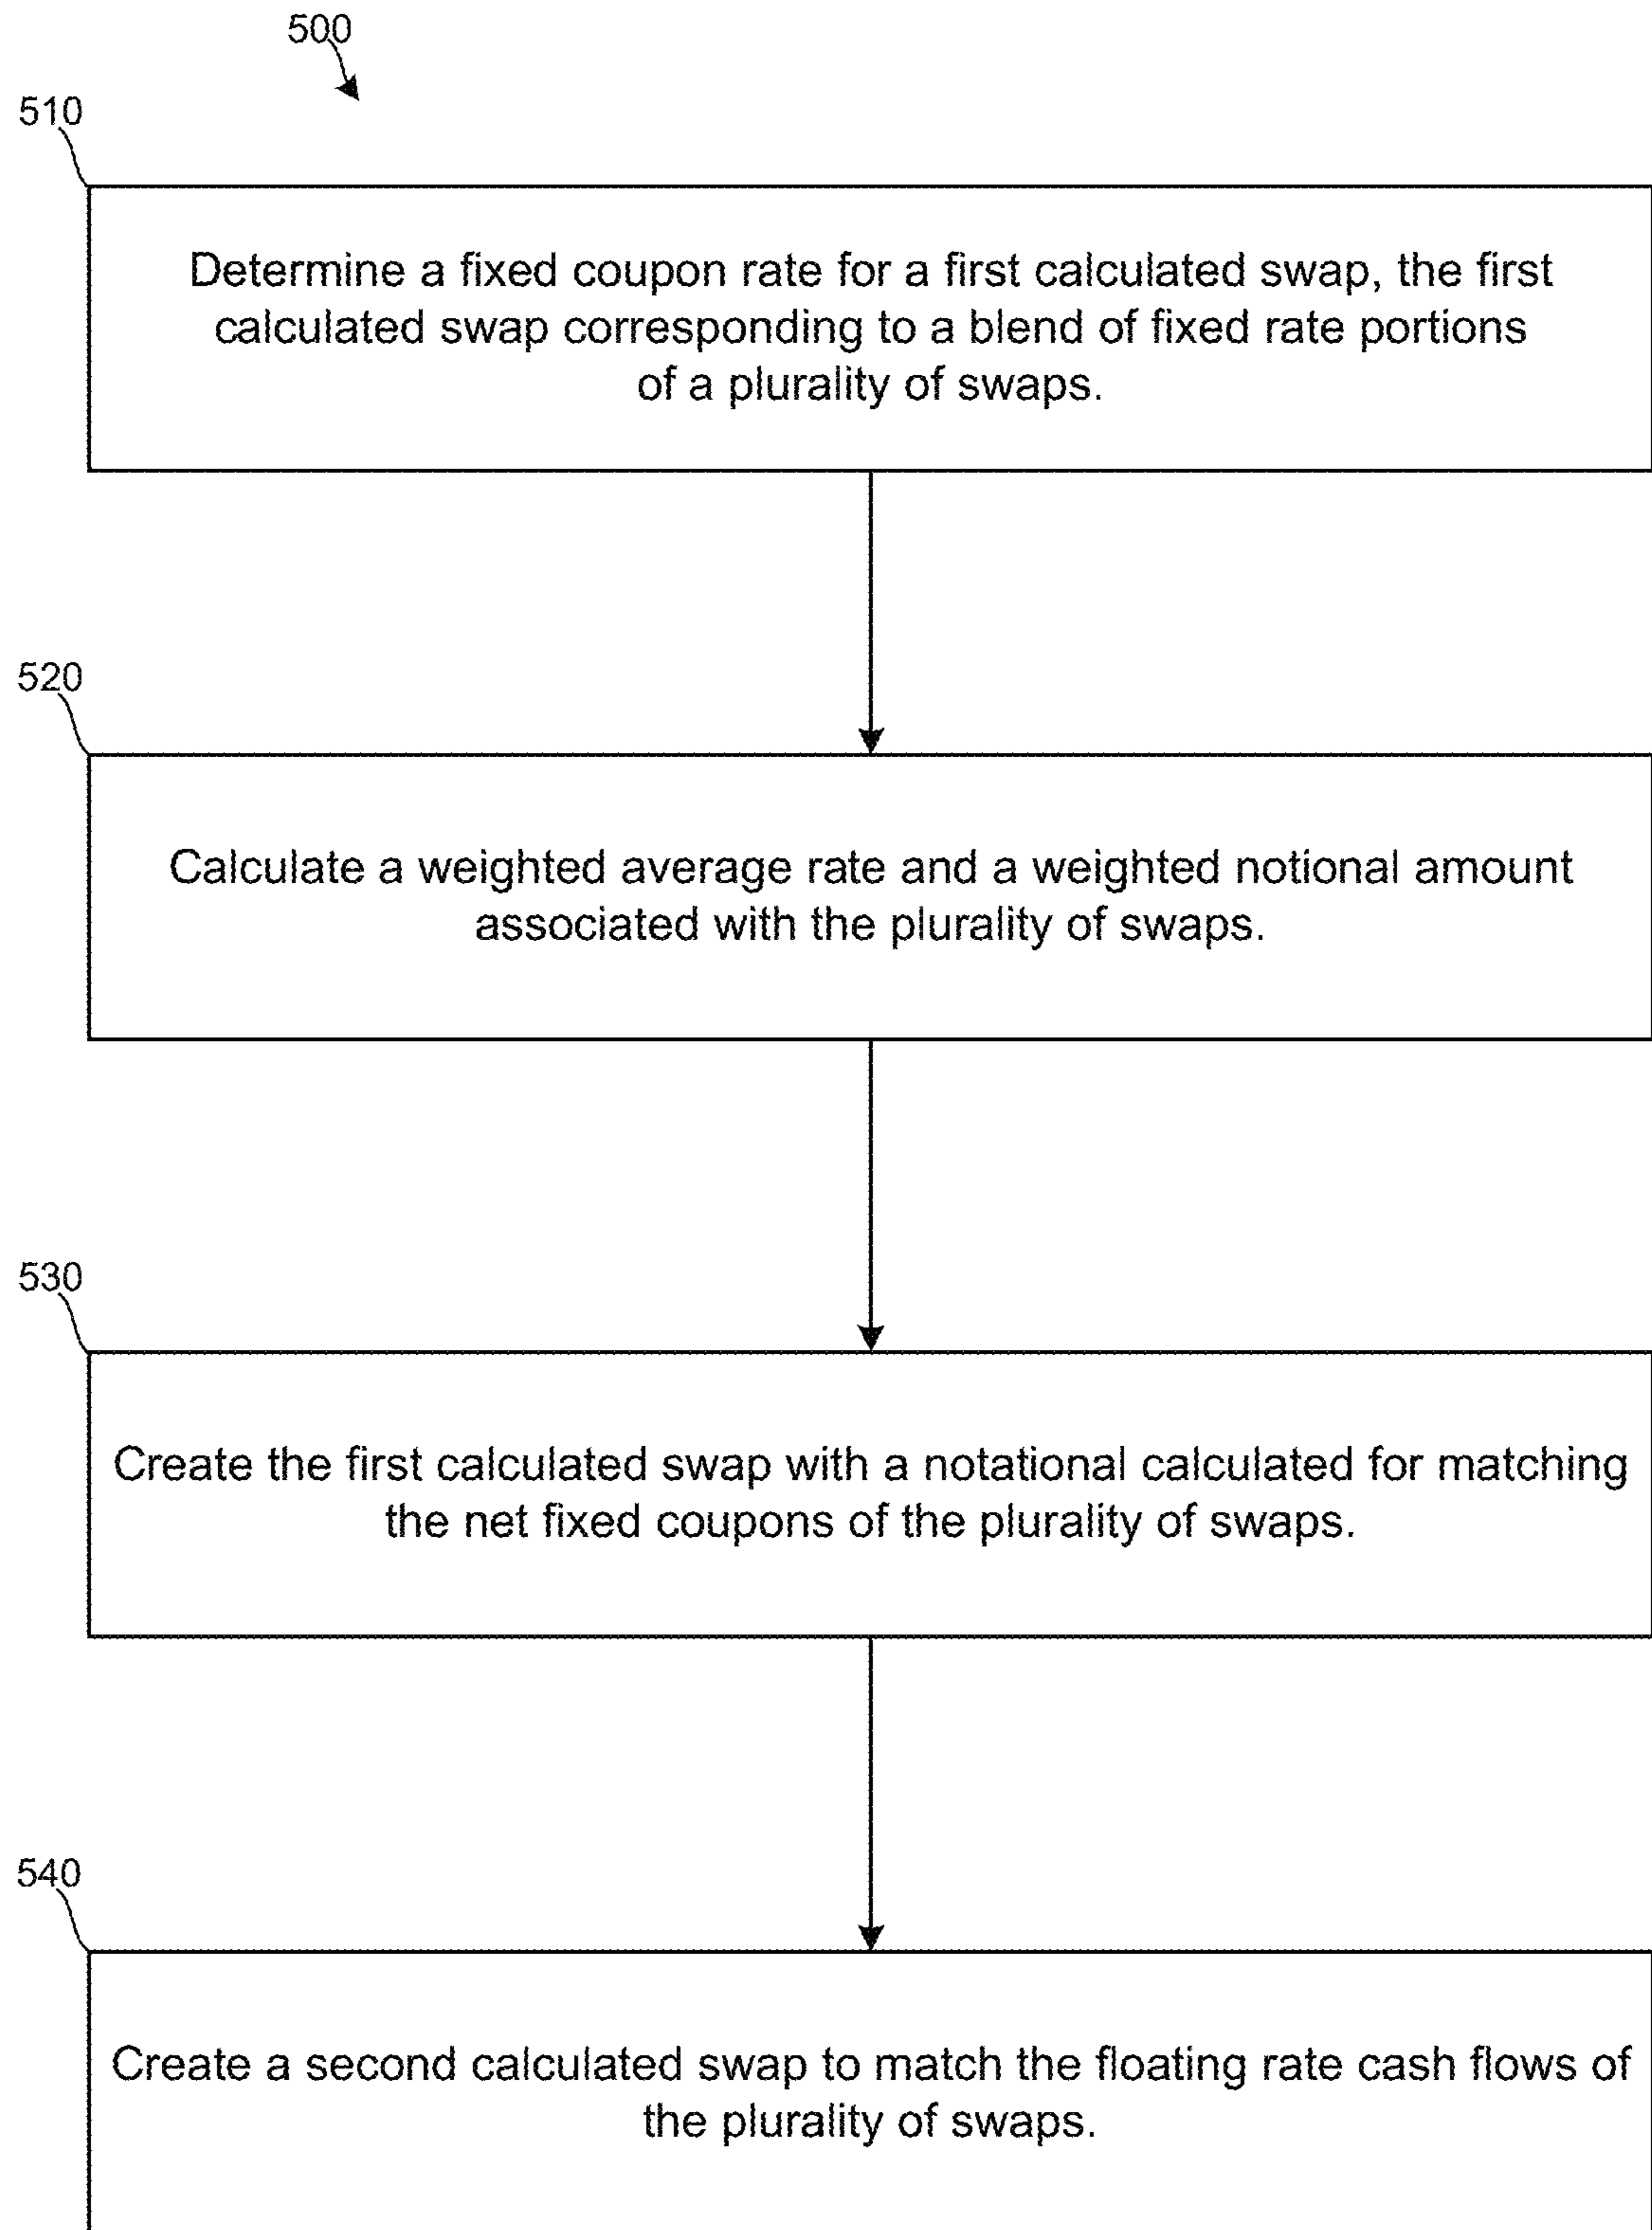 500
510
Determine a fixed coupon rate for a first calculated swap, the first
calculated swap corresponding to a blend of fixed rate portions
of a plurality of swaps.
520
Calculate a weighted average rate and a weighted notional amount
associated with the plurality of swaps.
530
Create the first calculated swap with a notational calculated for matching
the net fixed coupons of the plurality of swaps.
540
Create a second calculated swap to match the floating rate cash flows of
the plurality of swaps.